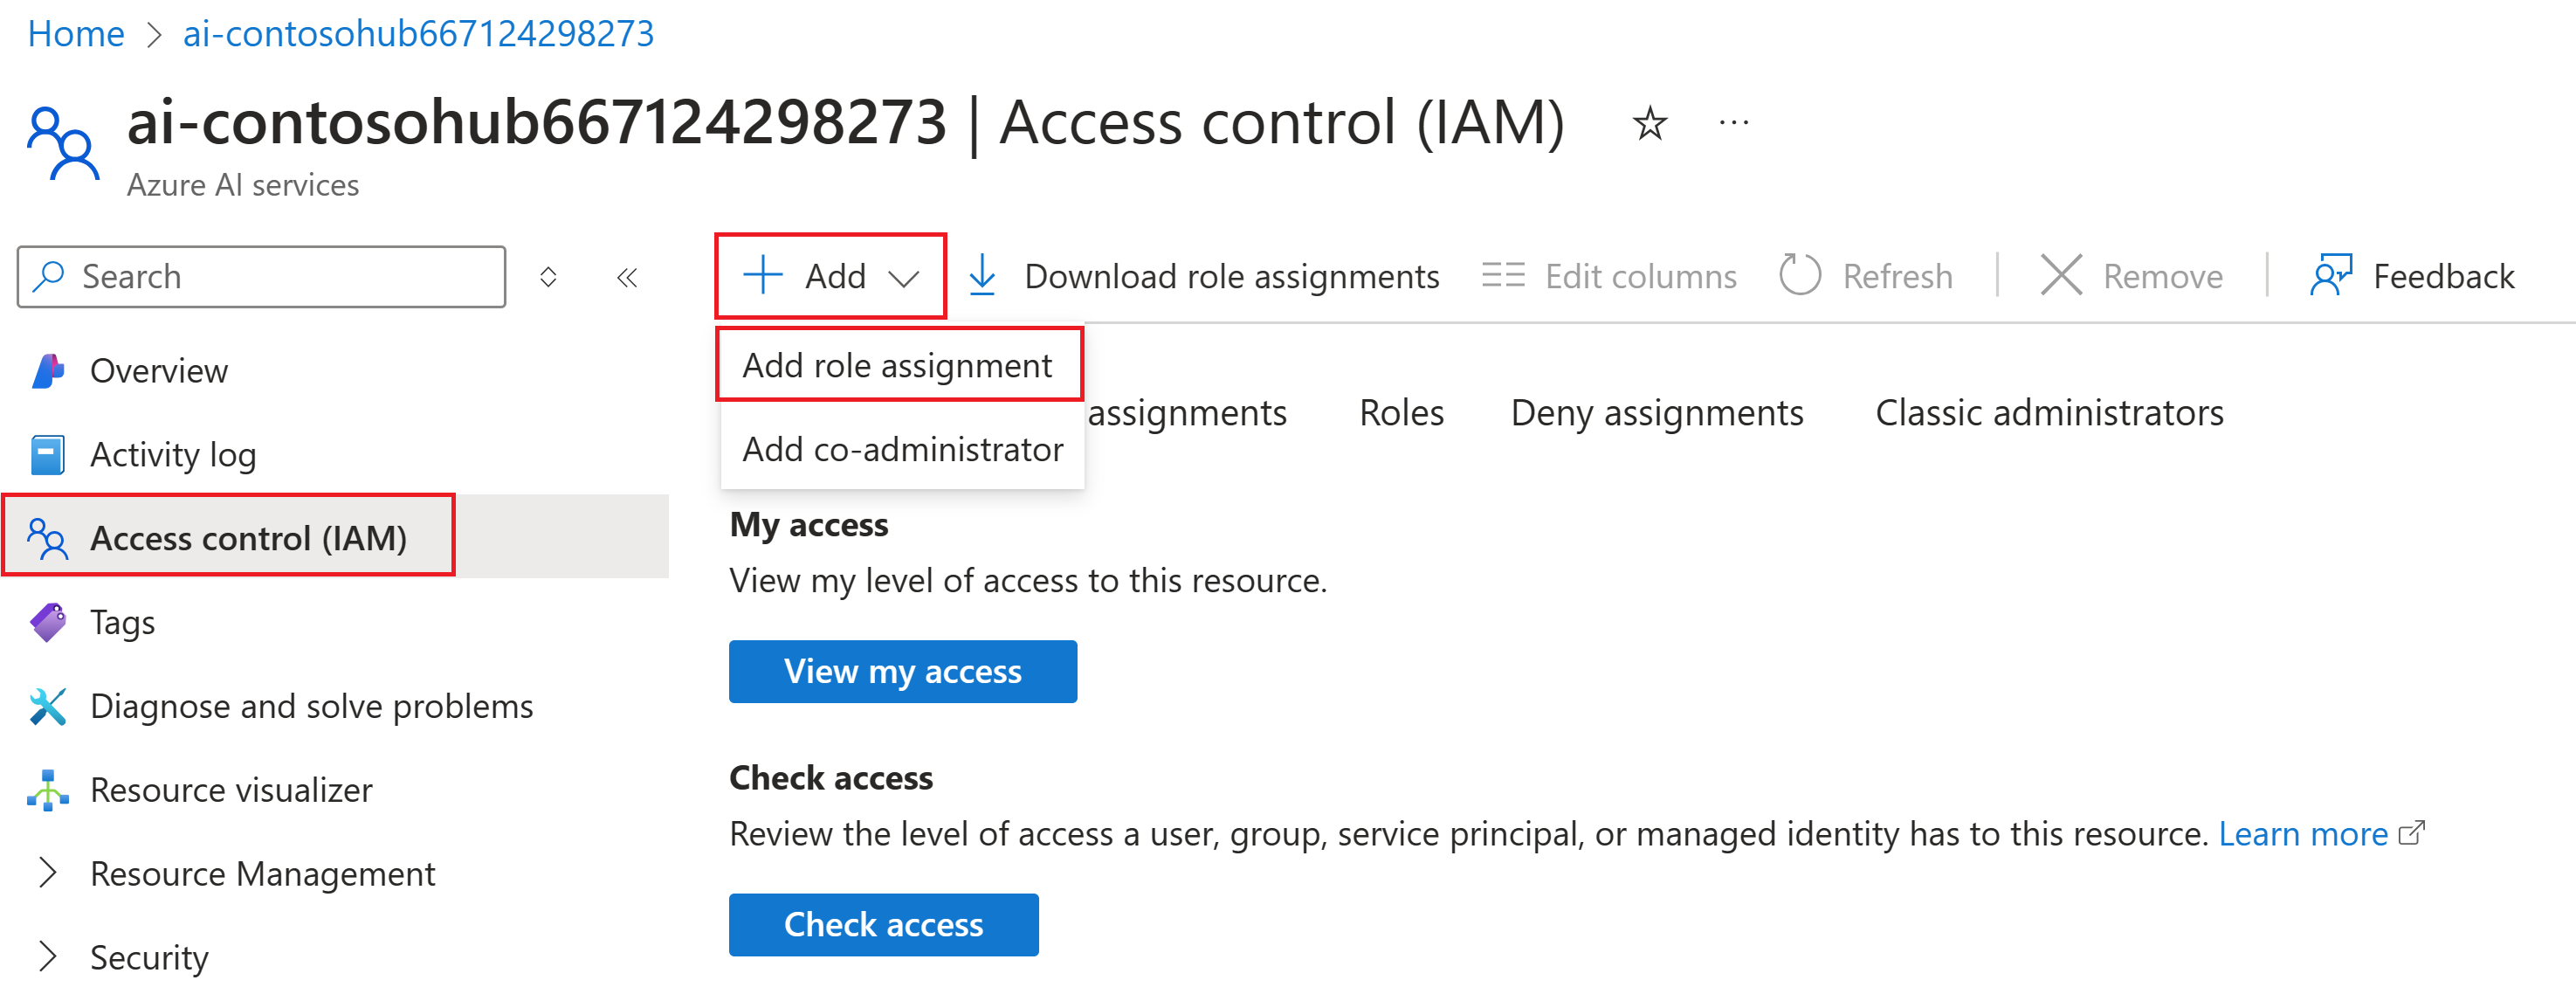 Home > ai-contosohub667124298273
ai-contosohub667124298273 | Access control (IAM) ☆ ···
Azure AI services
Search
Add Download role assignments Edit columns Refresh Remove Feedback
Overview
Activity log
Access control (IAM)
Tags
Diagnose and solve problems
Resource visualizer
Resource Management
Security
Add role assignment
Add co-administrator
assignments Roles Deny assignments Classic administrators
My access
View my level of access to this resource.
View my access
Check access
Review the level of access a user, group, service principal, or managed identity has to this resource. Learn more
Check access